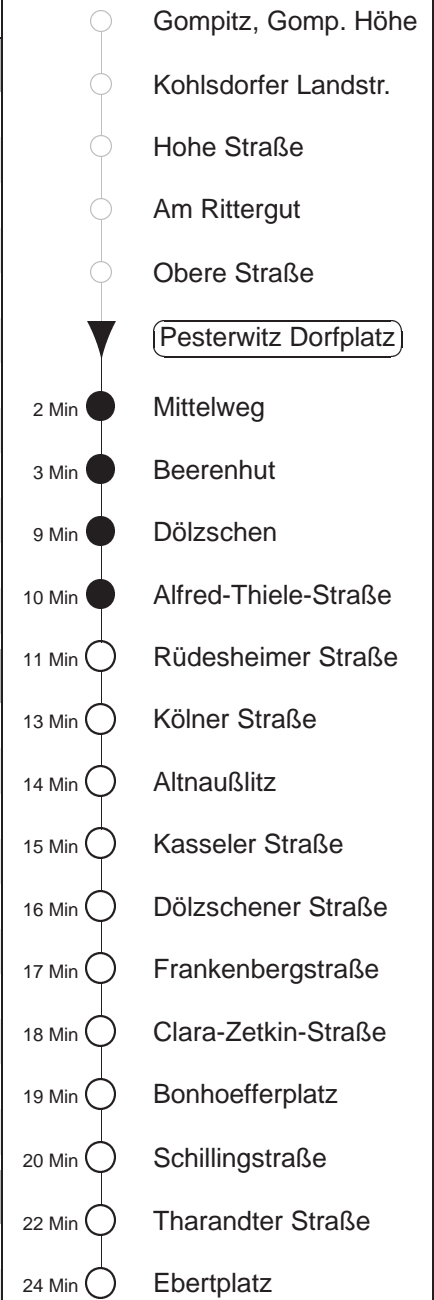 Gompitz, Gomp. Höhe
Kohlsdorfer Landstr.
Hohe Straße
Am Rittergut
Obere Straße
Pesterwitz Dorfplatz
2 Min Mittelweg
3 Min Beerenhut
9 Min Dölzschen
10 Min Alfred-Thiele-Straße
11 Min Rüdesheimer Straße
13 Min Kölner Straße
14 Min Altnaußlitz
15 Min Kasseler Straße
16 Min Dölzschener Straße
17 Min Frankenbergstraße
18 Min Clara-Zetkin-Straße
19 Min Bonhoefferplatz
20 Min Schillingstraße
22 Min Tharandter Straße
24 Min Ebertplatz